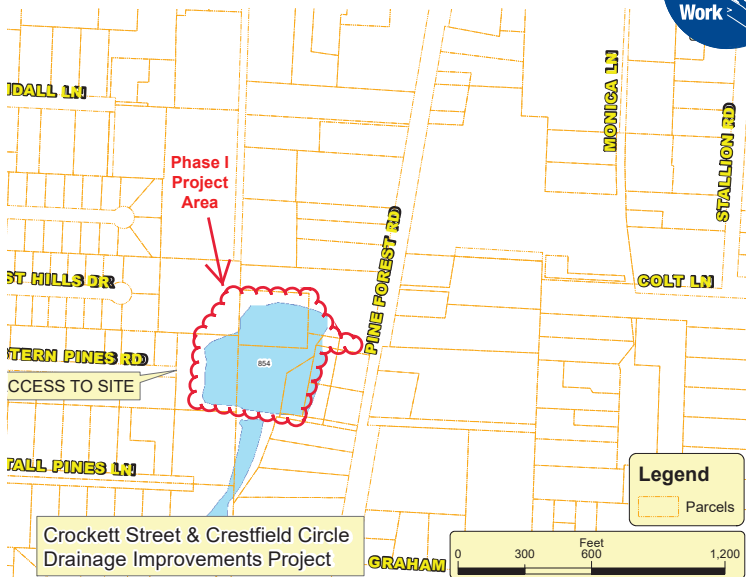 Work >
MONICA LN
STALLION RD
IDALL LN
Phase I
Project
Area
PINE FOREST RD
ST HILLS DR
COLT LN
STERN PINES RD
854
CCESS TO SITE
TALL PINES LN
Legend
Parcels
Crockett Street & Crestfield Circle
Drainage Improvements Project
GRAHAM
Feet
0 300 600 1,200